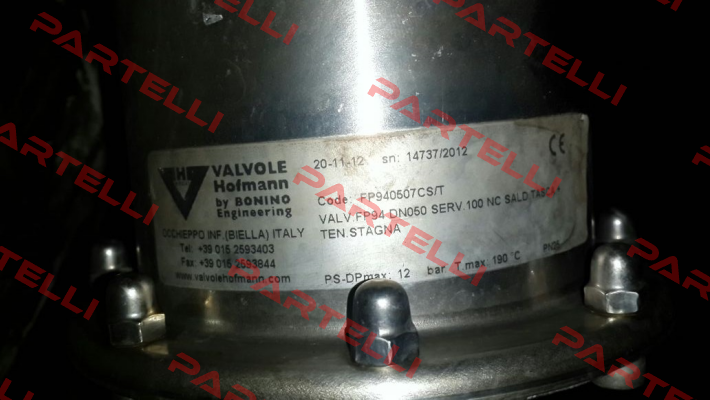 VALVOLE
Hofmann
by BONINO
Engineering
OCCHIEPPO INF.(BIELLA) ITALY
Tel: +39 015 2593403
Fax: +39 015 2593844
www.valvolehofmann.com
20-11-12 sn: 14737/2012
Code: FP940507CS/T
VALV.FP94 DN050 SERV.100 NC SALD.TASCA+
TEN.STAGNA
PS-DPmax: 12 bar T.max: 190 °C
CE
PARTELLI
PARTELLI
PARTELLI
PARTELLI
PARTELLI
PARTELLI
PARTELLI